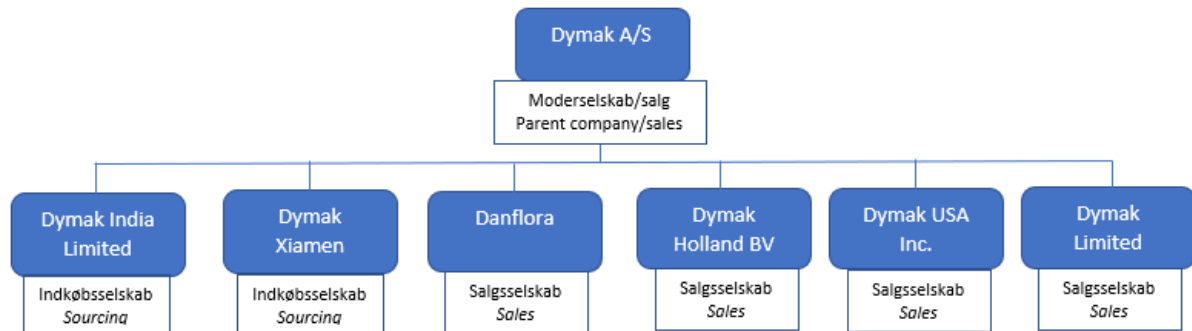 Dymak A/S
Moderselskab/salg
Parent company/sales
Dymak India
Limited
Indkøbsselskab
Sourcing
Dymak
Xiamen
Indkøbsselskab
Sourcing
Danflora
Salgsselskab
Sales
Dymak
Holland BV
Salgsselskab
Sales
Dymak USA
Inc.
Salgsselskab
Sales
Dymak
Limited
Salgsselskab
Sales